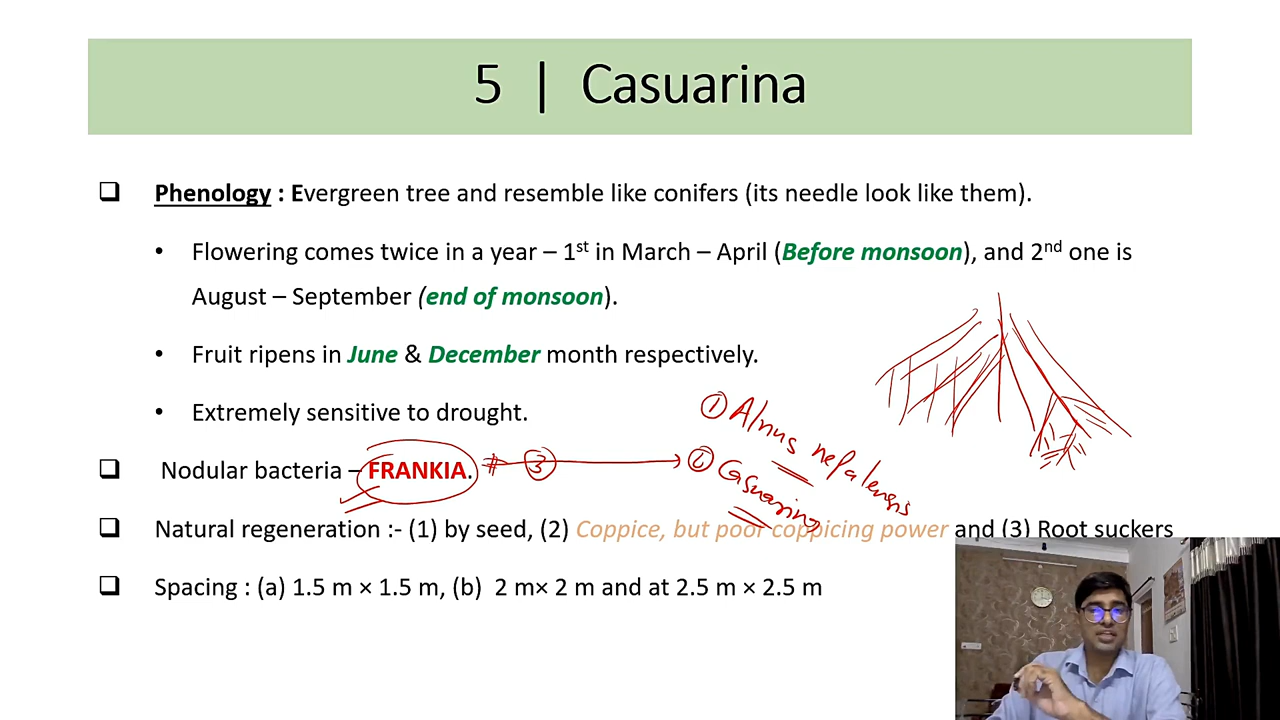 5 | Casuarina
❑ Phenology : Evergreen tree and resemble like conifers (its needle look like them).
• Flowering comes twice in a year – 1st in March – April (Before monsoon), and 2nd one is
August – September (end of monsoon).
• Fruit ripens in June & December month respectively.
• Extremely sensitive to drought.
① Alnus nepalensis
❑ Nodular bacteria – FRANKIA. # ③
② Casuarina
❑ Natural regeneration :- (1) by seed, (2) Coppice, but poor coppicing power and (3) Root suckers
❑ Spacing : (a) 1.5 m × 1.5 m, (b) 2 m× 2 m and at 2.5 m × 2.5 m